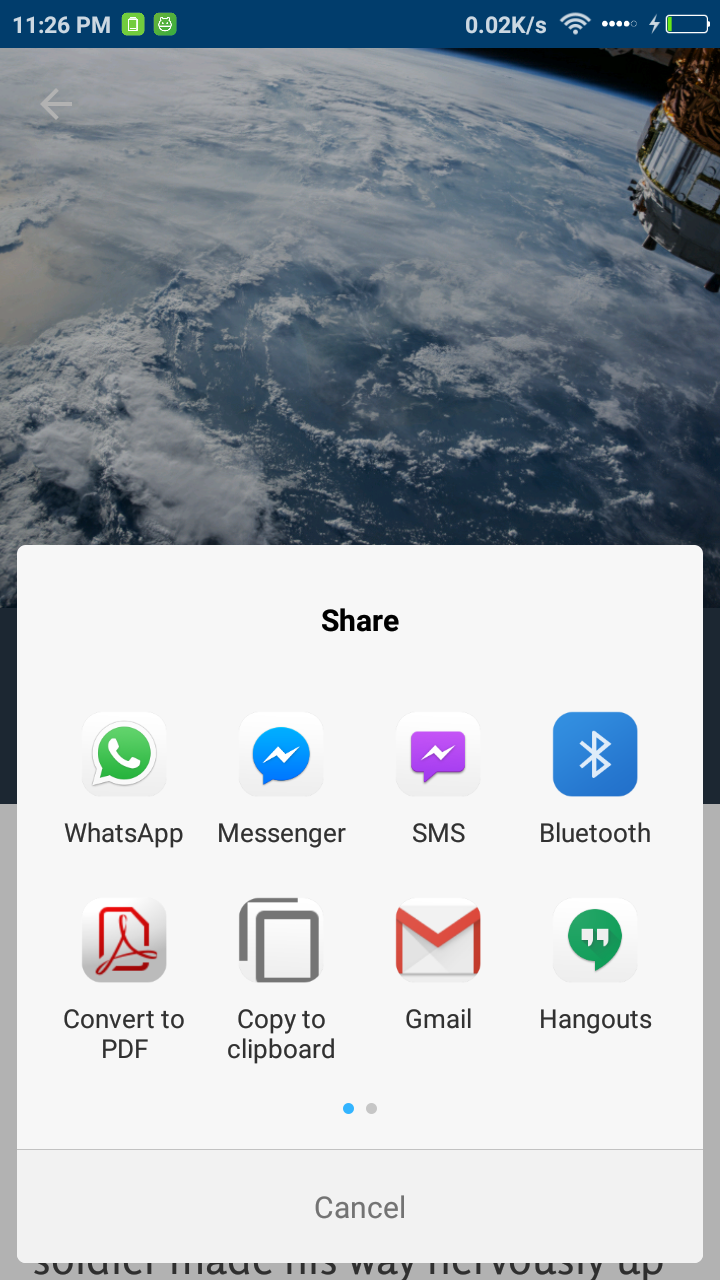 11:26 PM 0.02K/s
Share
WhatsApp Messenger SMS Bluetooth
Convert to PDF Copy to clipboard Gmail Hangouts
Cancel
soldier made his way nervously up